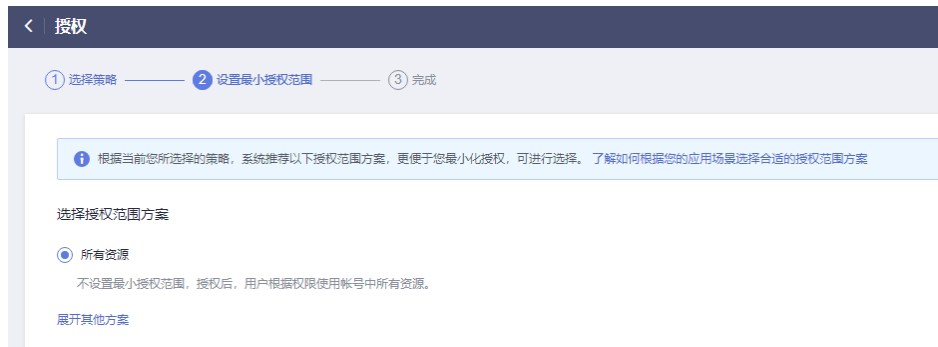 授权
1 选择策略 2 设置最小授权范围 3 完成
根据当前您所选择的策略，系统推荐以下授权范围方案，更便于您最小化授权，可进行选择。 了解如何根据您的应用场景选择合适的授权范围方案
选择授权范围方案
所有资源
不设置最小授权范围，授权后，用户根据权限使用帐号中所有资源。
展开其他方案